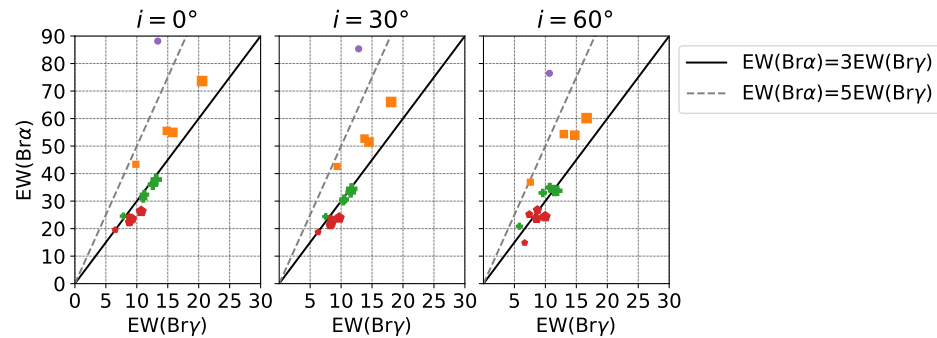 i = 0°
i = 30°
i = 60°
EW(Brα)=3EW(Brγ)
EW(Brα)=5EW(Brγ)
EW(Brα)
90
80
70
60
50
40
30
20
10
0
0 5 10 15 20 25 30
5 10 15 20 25 30
5 10 15 20 25 30
EW(Brγ)
EW(Brγ)
EW(Brγ)